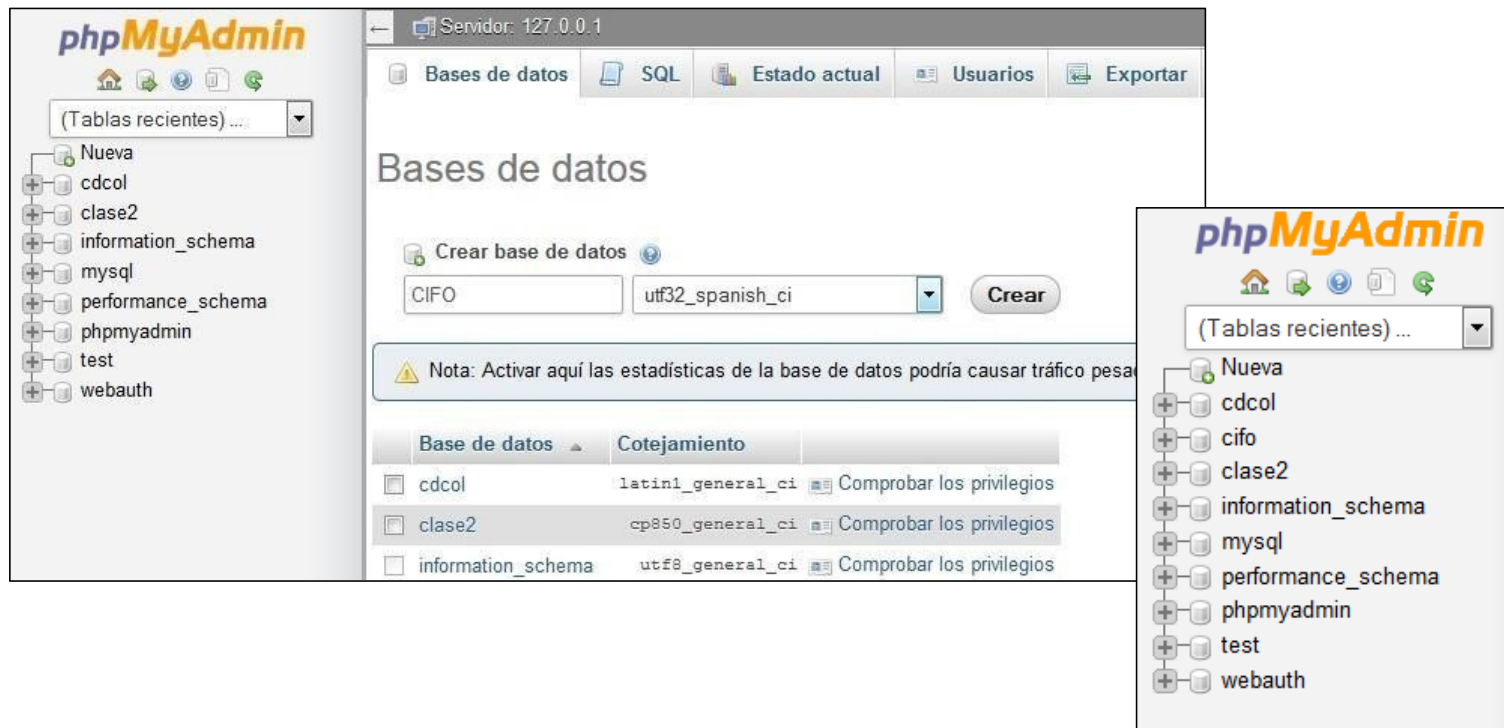 phpMyAdmin
(Tablas recientes) ...
Nueva
cdcol
clase2
information_schema
mysql
performance_schema
phpmyadmin
test
webauth
Servidor: 127.0.0.1
Bases de datos SQL Estado actual Usuarios Exportar
Bases de datos
Crear base de datos
CIFO utf32_spanish_ci Crear
Nota: Activar aquí las estadísticas de la base de datos podría causar tráfico pesa
Base de datos Cotejamiento
cdcol latin1_general_ci Comprobar los privilegios
clase2 cp850_general_ci Comprobar los privilegios
information_schema utf8_general_ci Comprobar los privilegios
phpMyAdmin
(Tablas recientes) ...
Nueva
cdcol
cifo
clase2
information_schema
mysql
performance_schema
phpmyadmin
test
webauth